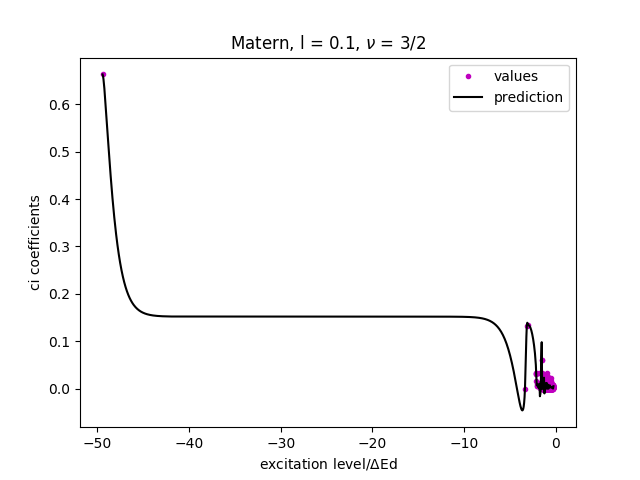 Matern, l = 0.1, ν = 3/2
values
prediction
ci coefficients
0.6
0.5
0.4
0.3
0.2
0.1
0.0
−50
−40
−30
−20
−10
0
excitation level/ΔEd